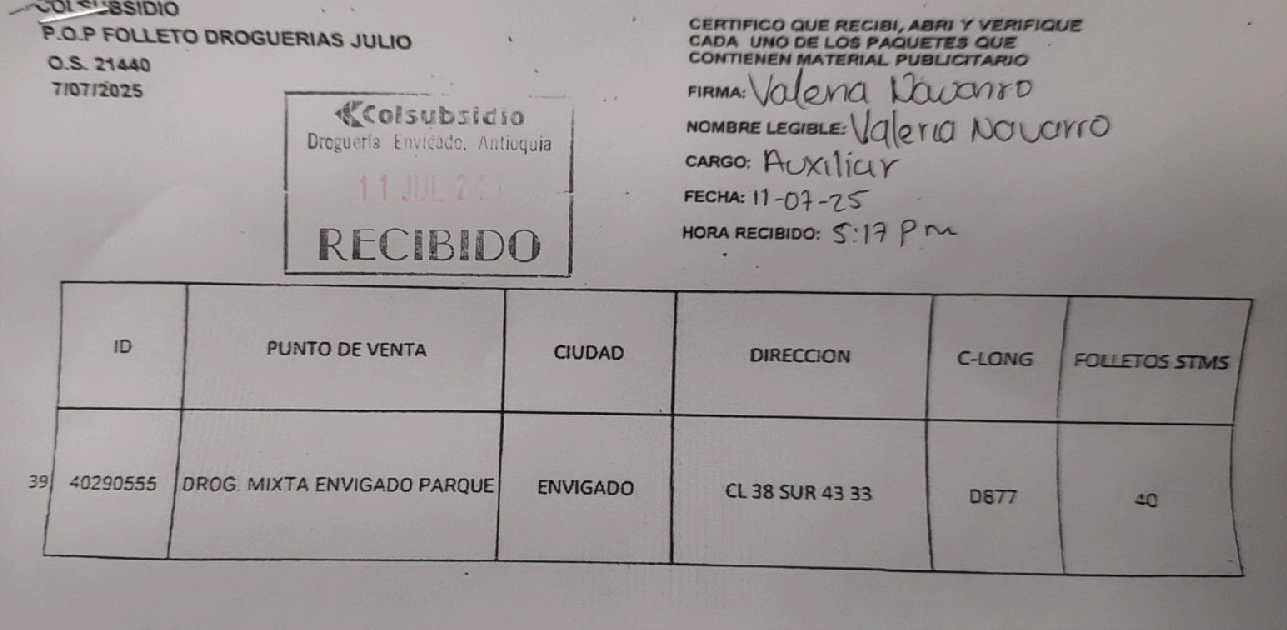 COLSUBSIDIO
P.O.P FOLLETO DROGUERIAS JULIO
O.S. 21440
7/07/2025
Colsubsidio
Droguería Envigado, Antioquia
11 JUL
RECIBIDO
CERTIFICO QUE RECIBI, ABRI Y VERIFIQUE
CADA UNO DE LOS PAQUETES QUE
CONTIENEN MATERIAL PUBLICITARIO
FIRMA: Valeria Navarro
NOMBRE LEGIBLE: Valeria Navarro
CARGO: Auxiliar
FECHA: 11-07-25
HORA RECIBIDO: 5:17 Pm
ID PUNTO DE VENTA CIUDAD DIRECCION C-LONG FOLLETOS STMS
39 40290555 DROG. MIXTA ENVIGADO PARQUE ENVIGADO CL 38 SUR 43 33 D877 40